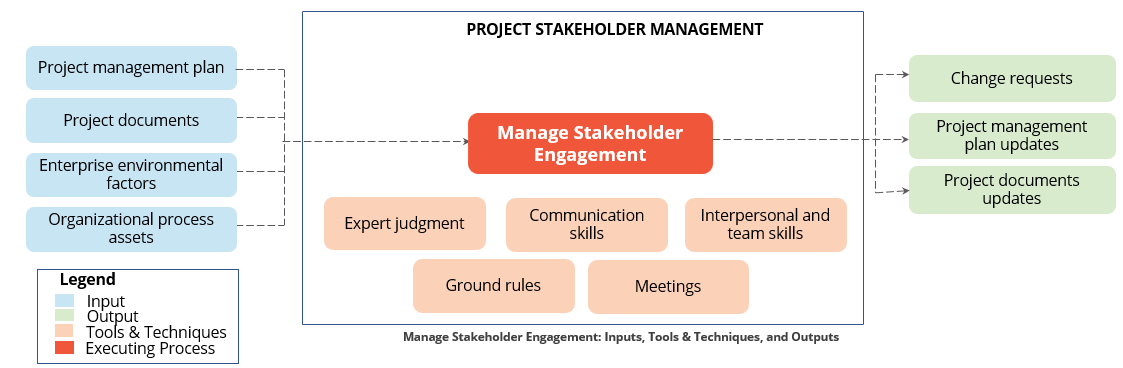 PROJECT STAKEHOLDER MANAGEMENT
Project management plan
Project documents
Enterprise environmental
factors
Organizational process
assets
Manage Stakeholder
Engagement
Expert judgment
Communication
skills
Interpersonal and
team skills
Ground rules
Meetings
Change requests
Project management
plan updates
Project documents
updates
Legend
Input
Output
Tools & Techniques
Executing Process
Manage Stakeholder Engagement: Inputs, Tools & Techniques, and Outputs